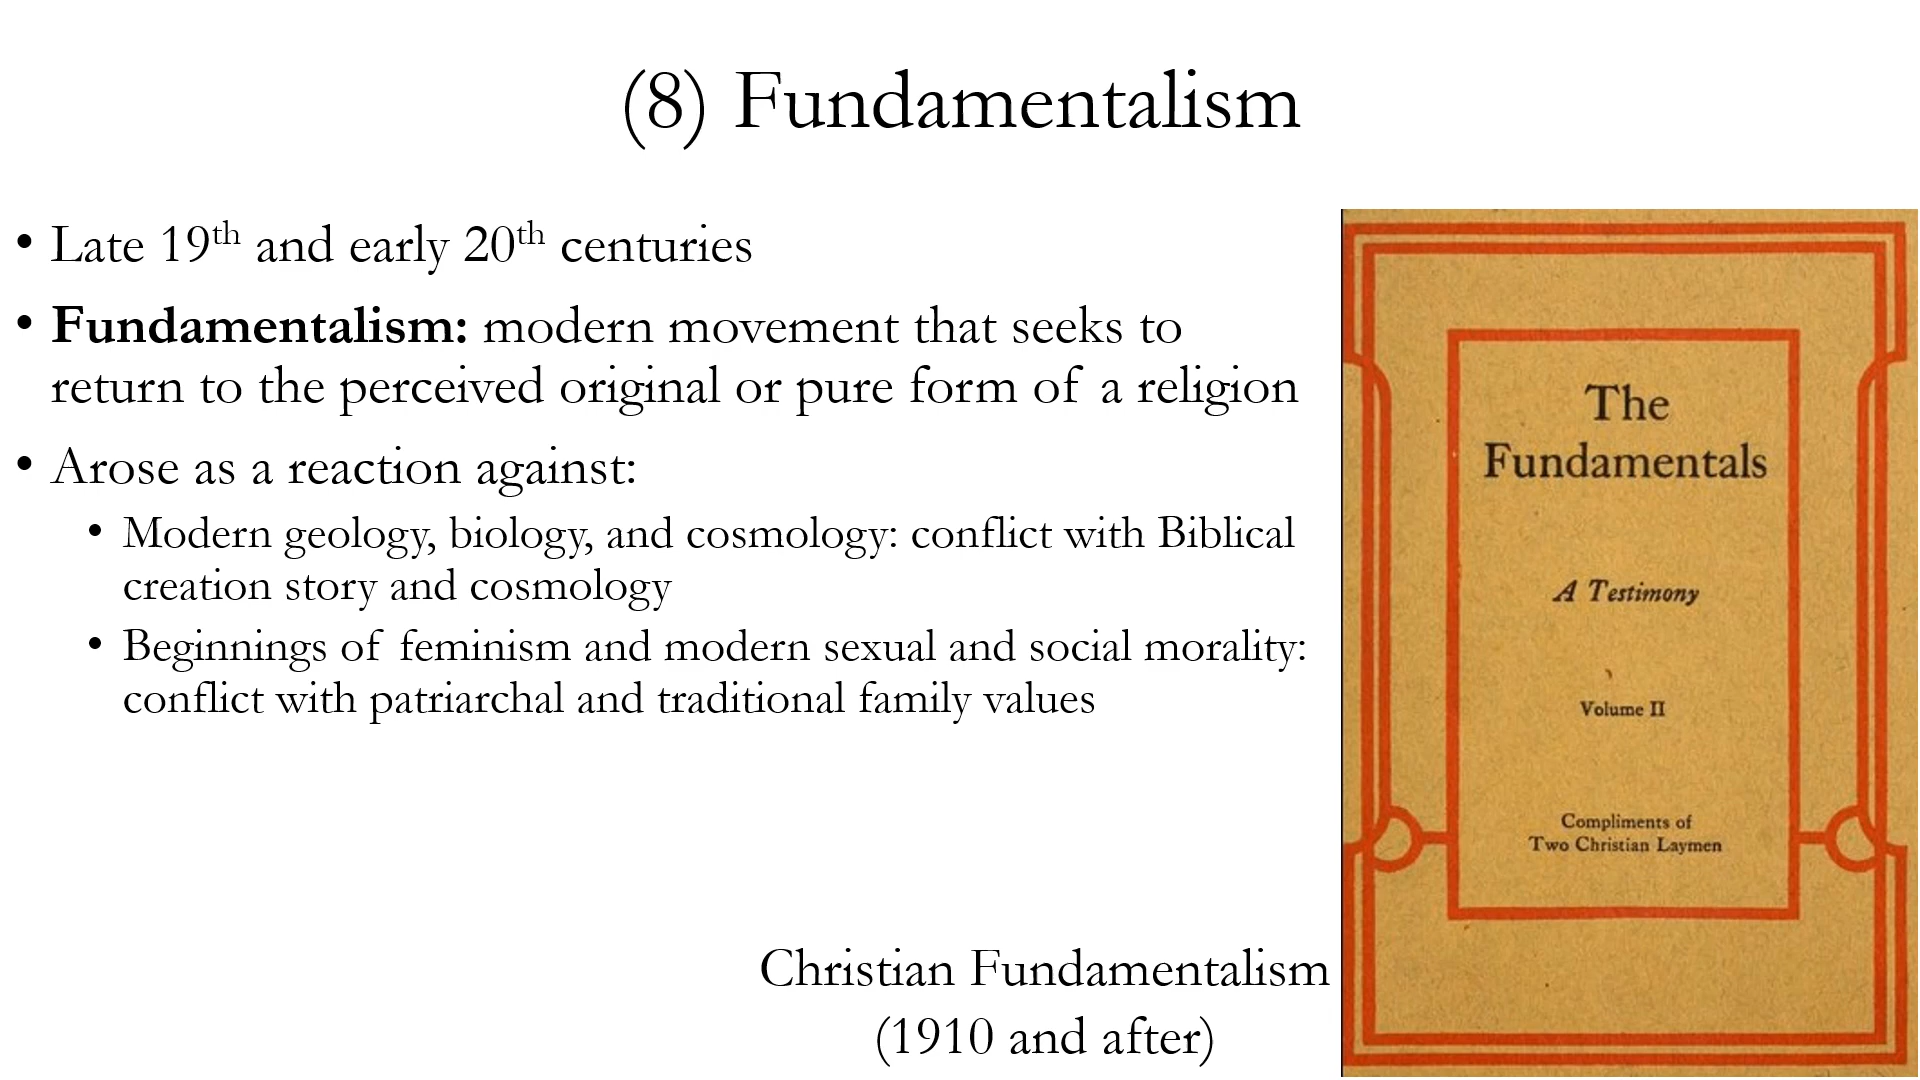 (8) Fundamentalism
• Late 19th and early 20th centuries
• Fundamentalism: modern movement that seeks to
return to the perceived original or pure form of a religion
• Arose as a reaction against:
• Modern geology, biology, and cosmology: conflict with Biblical
creation story and cosmology
• Beginnings of feminism and modern sexual and social morality:
conflict with patriarchal and traditional family values
Christian Fundamentalism
(1910 and after)
The
Fundamentals
A Testimony
Volume II
Compliments of
Two Christian Laymen